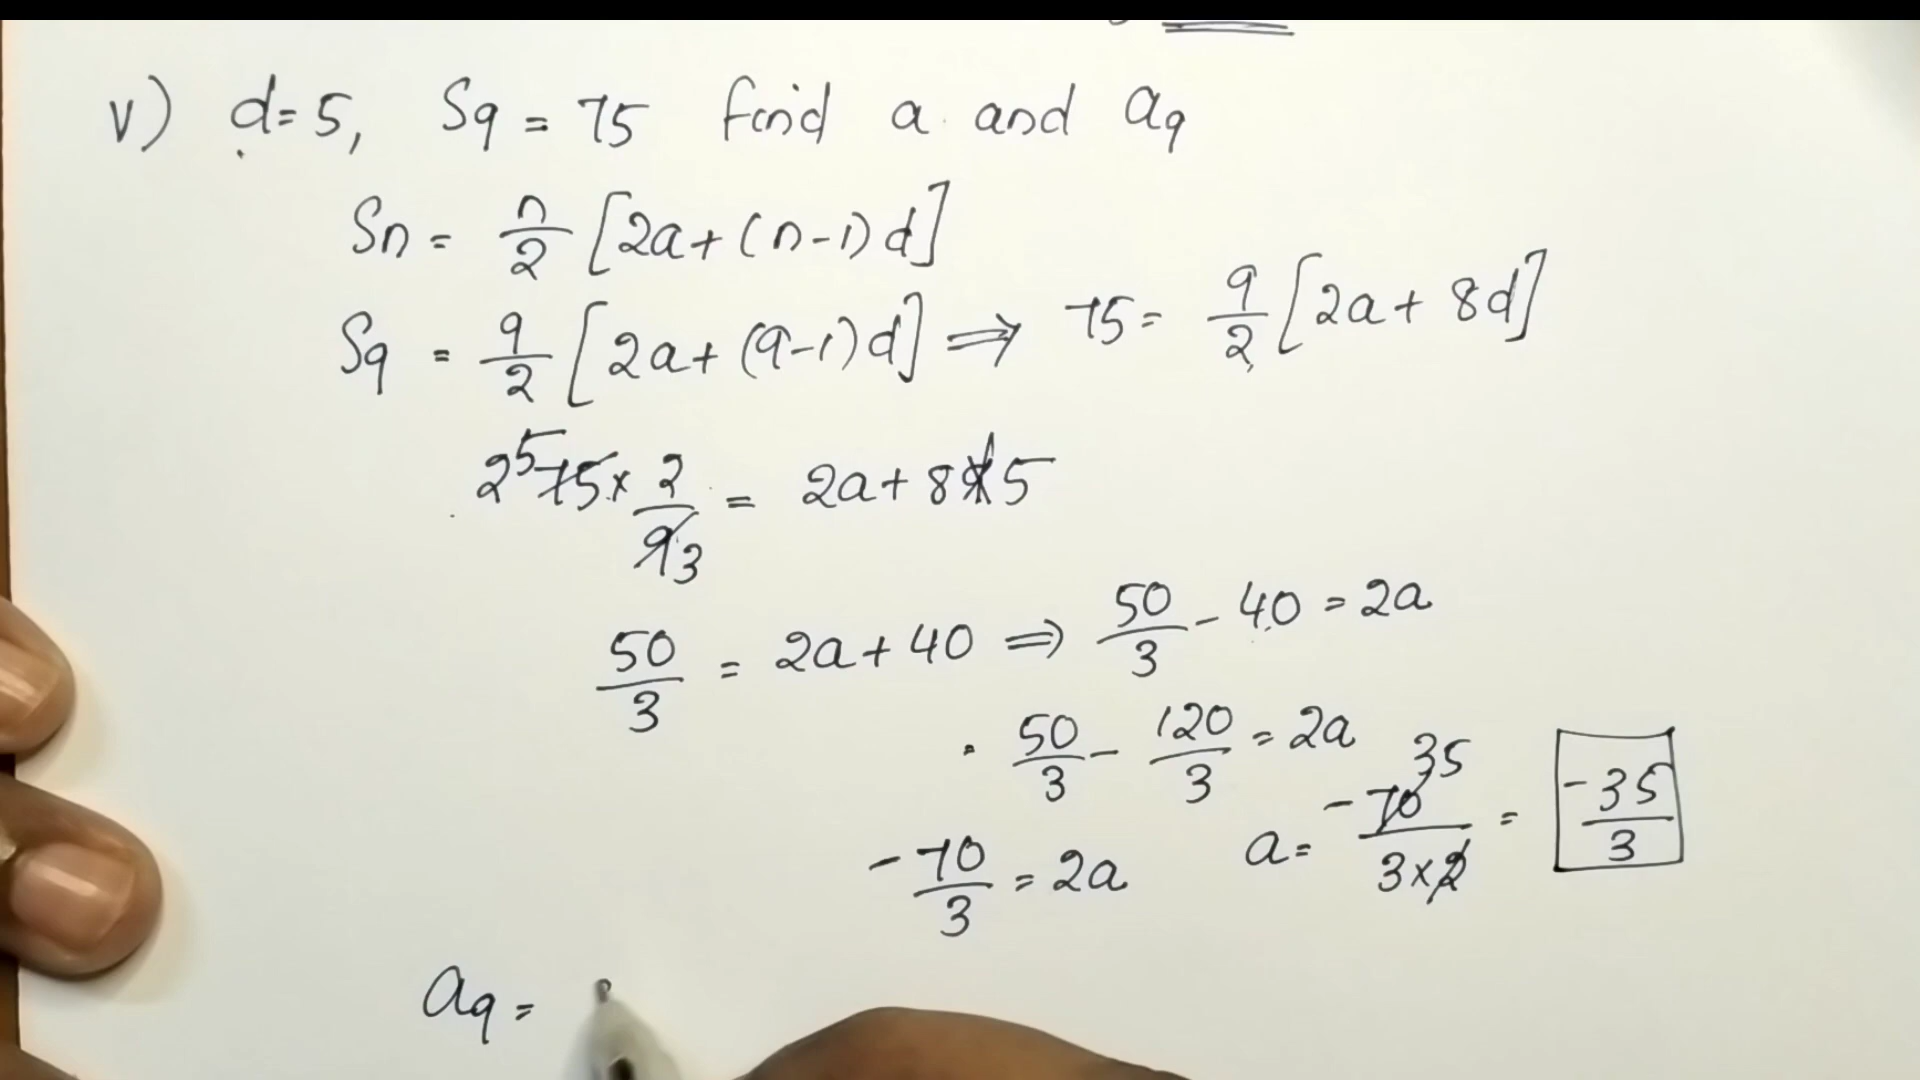 v) d=5, S9 = 75 find a and a9
Sn = n/2 [2a+(n-1)d]
S9 = 9/2 [2a+(9-1)d] ⟹ 75 = 9/2 [2a+ 8d]
25 75 × 2/9 3 = 2a+ 8×5
50/3 = 2a+40 ⟹ 50/3 - 40 = 2a
50/3 - 120/3 = 2a
-70/3 = 2a a = -70 35/3×2 = -35/3
a9 =